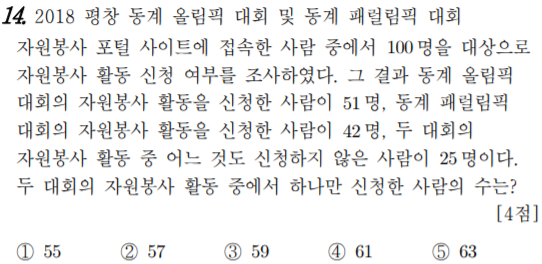 14. 2018 평창 동계 올림픽 대회 및 동계 패럴림픽 대회
자원봉사 포털 사이트에 접속한 사람 중에서 100명을 대상으로
자원봉사 활동 신청 여부를 조사하였다. 그 결과 동계 올림픽
대회의 자원봉사 활동을 신청한 사람이 51명, 동계 패럴림픽
대회의 자원봉사 활동을 신청한 사람이 42명, 두 대회의
자원봉사 활동 중 어느 것도 신청하지 않은 사람이 25명이다.
두 대회의 자원봉사 활동 중에서 하나만 신청한 사람의 수는?
[4점]
① 55 ② 57 ③ 59 ④ 61 ⑤ 63